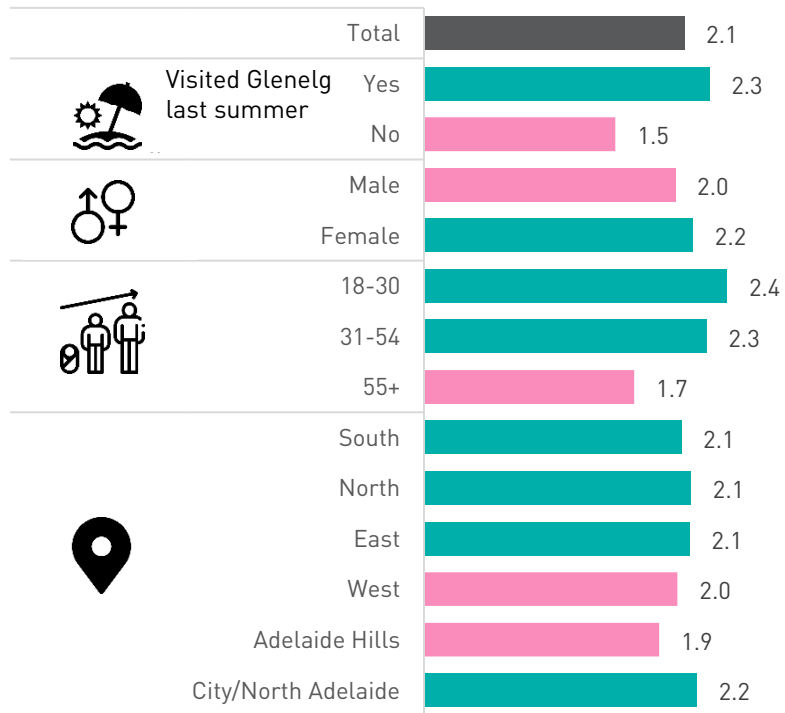 Total 2.1
Visited Glenelg
last summer
Yes 2.3
No 1.5
Male 2.0
Female 2.2
18-30 2.4
31-54 2.3
55+ 1.7
South 2.1
North 2.1
East 2.1
West 2.0
Adelaide Hills 1.9
City/North Adelaide 2.2